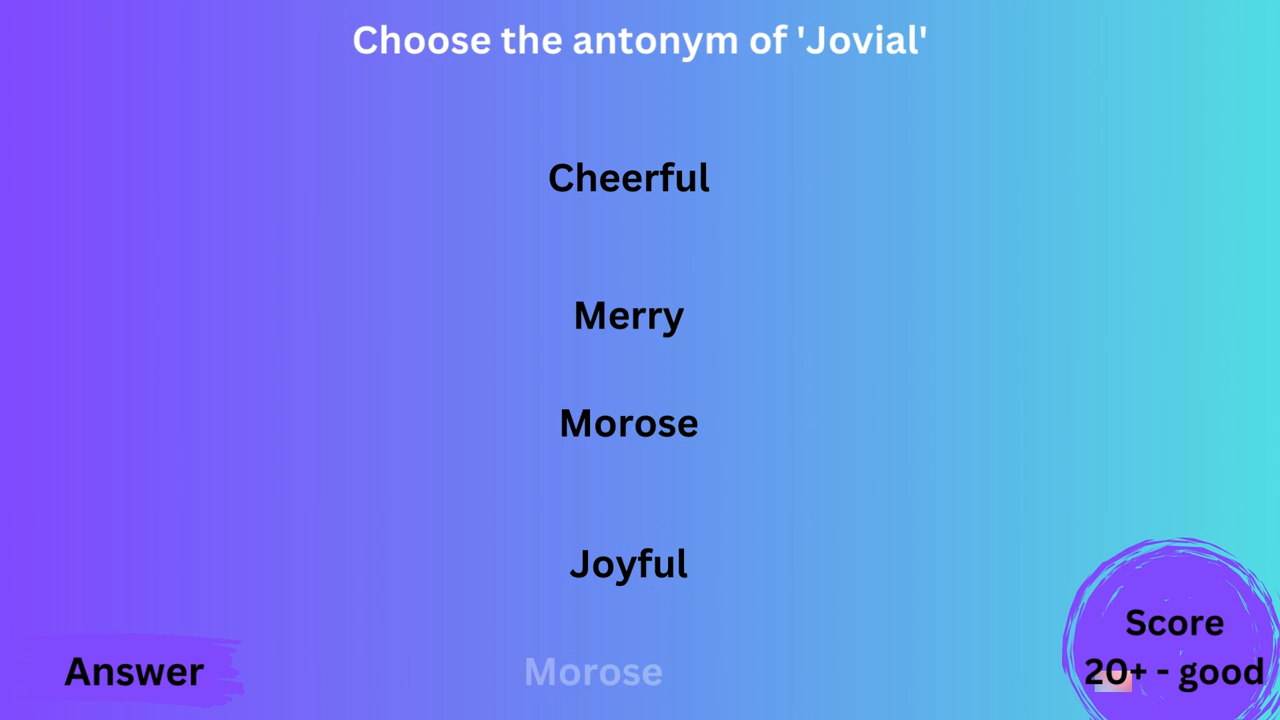 Choose the antonym of 'Jovial'
Cheerful
Merry
Morose
Joyful
Score
Answer
Morose
20+ - good